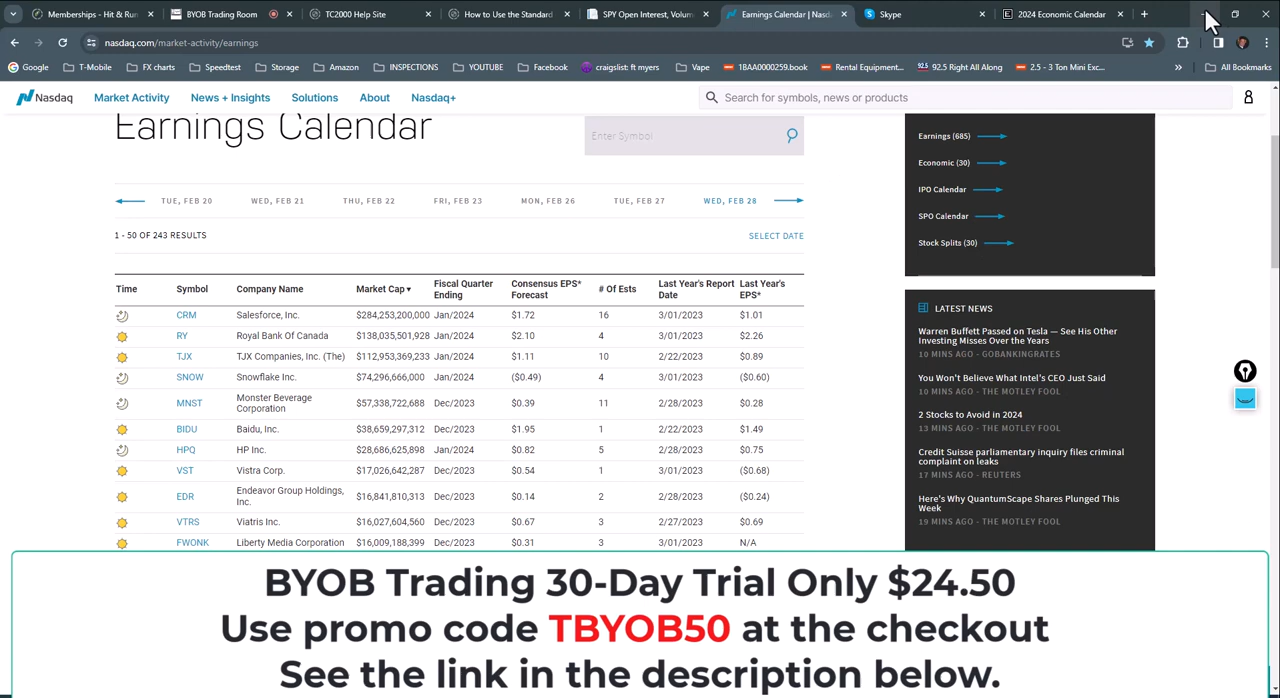 Memberships - Hit & Run
BYOB Trading Room
TC2000 Help Site
How to Use the Standard
SPY Open Interest, Volum
Earnings Calendar | Nasda
Skype
2024 Economic Calendar
nasdaq.com/market-activity/earnings
Google
T-Mobile
FX charts
Speedtest
Storage
Amazon
INSPECTIONS
YOUTUBE
Facebook
craigslist: ft myers
Vape
18AA0000259.book
Rental Equipment...
92.5 Right All Along
2.5 - 3 Ton Mini Exc...
All Bookmarks
Nasdaq
Market Activity
News + Insights
Solutions
About
Nasdaq+
Search for symbols, news or products
Earnings Calendar
Enter Symbol
TUE, FEB 20
WED, FEB 21
THU, FEB 22
FRI, FEB 23
MON, FEB 26
TUE, FEB 27
WED, FEB 28
1 - 50 OF 243 RESULTS
SELECT DATE
Time Symbol Company Name Market Cap Fiscal Quarter Ending Consensus EPS* Forecast # Of Ests Last Year's Report Date Last Year's EPS*
CRM Salesforce, Inc. $284,253,200,000 Jan/2024 $1.72 16 3/01/2023 $1.01
RY Royal Bank Of Canada $138,035,501,928 Jan/2024 $2.10 4 3/01/2023 $2.26
TJX TJX Companies, Inc. (The) $112,953,369,233 Jan/2024 $1.11 10 2/22/2023 $0.89
SNOW Snowflake Inc. $74,296,666,000 Jan/2024 ($0.49) 4 3/01/2023 ($0.60)
MNST Monster Beverage Corporation $57,338,722,688 Dec/2023 $0.39 11 2/28/2023 $0.28
BIDU Baidu, Inc. $38,659,297,312 Dec/2023 $1.95 1 2/22/2023 $1.49
HPQ HP Inc. $28,686,625,898 Jan/2024 $0.82 5 2/28/2023 $0.75
VST Vistra Corp. $17,026,642,287 Dec/2023 $0.54 1 3/01/2023 ($0.68)
EDR Endeavor Group Holdings, Inc. $16,841,810,313 Dec/2023 $0.14 2 2/28/2023 ($0.24)
VTRS Viatris Inc. $16,027,604,560 Dec/2023 $0.67 3 2/27/2023 $0.69
FWONK Liberty Media Corporation $16,009,188,399 Dec/2023 $0.31 3 3/01/2023 N/A
Earnings (685)
Economic (30)
IPO Calendar
SPO Calendar
Stock Splits (30)
LATEST NEWS
Warren Buffett Passed on Tesla — See His Other
Investing Misses Over the Years
10 MINS AGO - GOBANKINGRATES
You Won't Believe What Intel's CEO Just Said
10 MINS AGO - THE MOTLEY FOOL
2 Stocks to Avoid in 2024
13 MINS AGO - THE MOTLEY FOOL
Credit Suisse parliamentary inquiry files criminal
complaint on leaks
17 MINS AGO - REUTERS
Here's Why QuantumScape Shares Plunged This
Week
19 MINS AGO - THE MOTLEY FOOL
BYOB Trading 30-Day Trial Only $24.50
Use promo code TBYOB50 at the checkout
See the link in the description below.